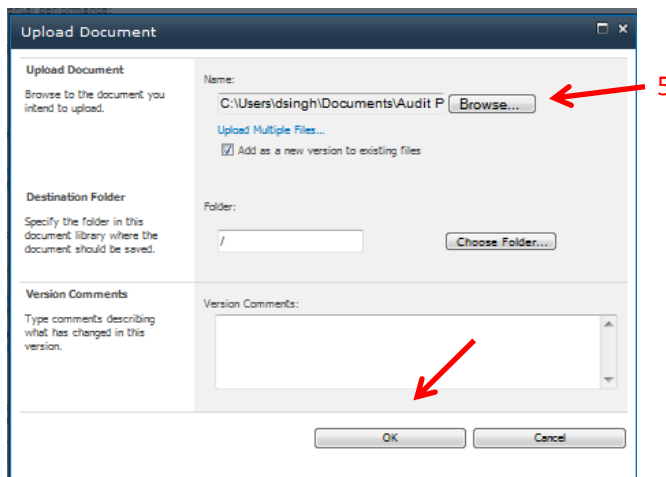 Upload Document
Upload Document
Browse to the document you
intend to upload.
Name:
C:\Users\dsingh\Documents\Audit P
Browse...
5
Upload Multiple Files...
Add as a new version to existing files
Destination Folder
Specify the folder in this
document library where the
document should be saved.
Folder:
/
Choose Folder...
Version Comments
Type comments describing
what has changed in this
version.
Version Comments:
OK
Cancel